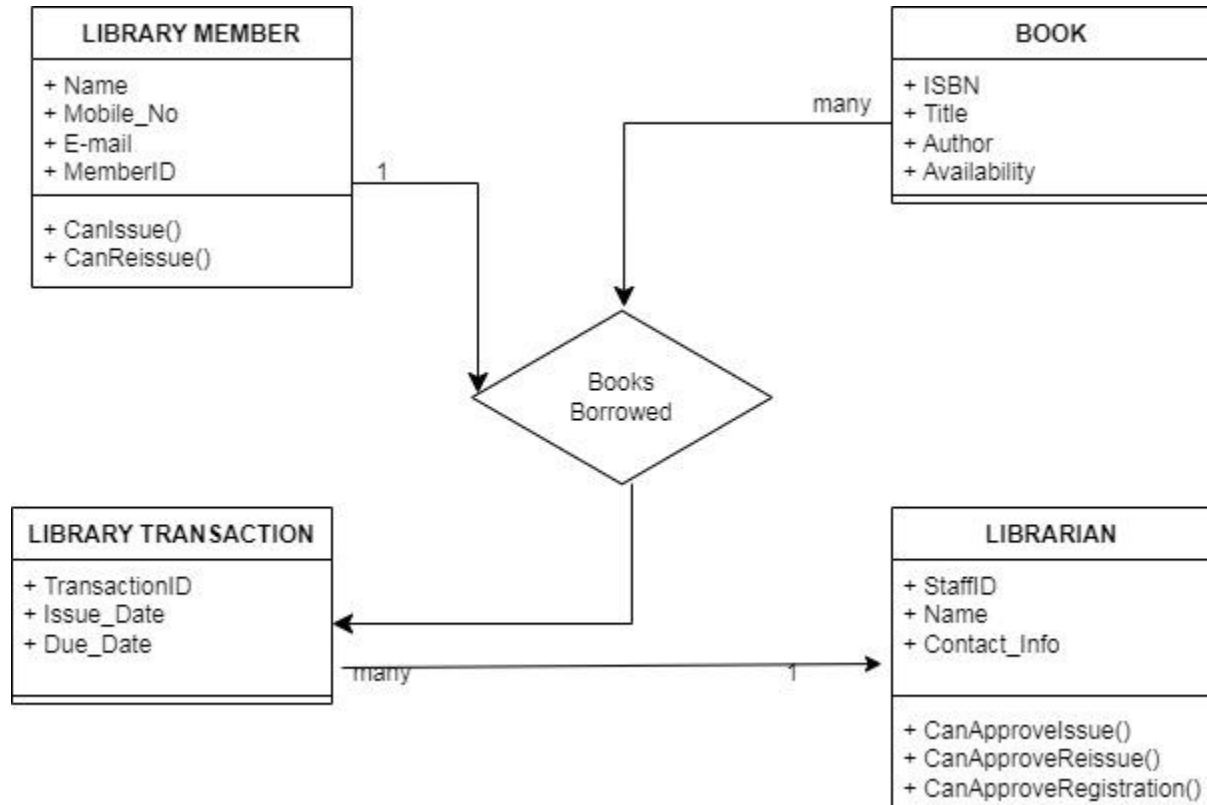 LIBRARY MEMBER
+ Name
+ Mobile_No
+ E-mail
+ MemberID
+ CanIssue()
+ CanReissue()
1
BOOK
+ ISBN
+ Title
+ Author
+ Availability
many
Books
Borrowed
LIBRARY TRANSACTION
+ TransactionID
+ Issue_Date
+ Due_Date
many
1
LIBRARIAN
+ StaffID
+ Name
+ Contact_Info
+ CanApproveIssue()
+ CanApproveReissue()
+ CanApproveRegistration()